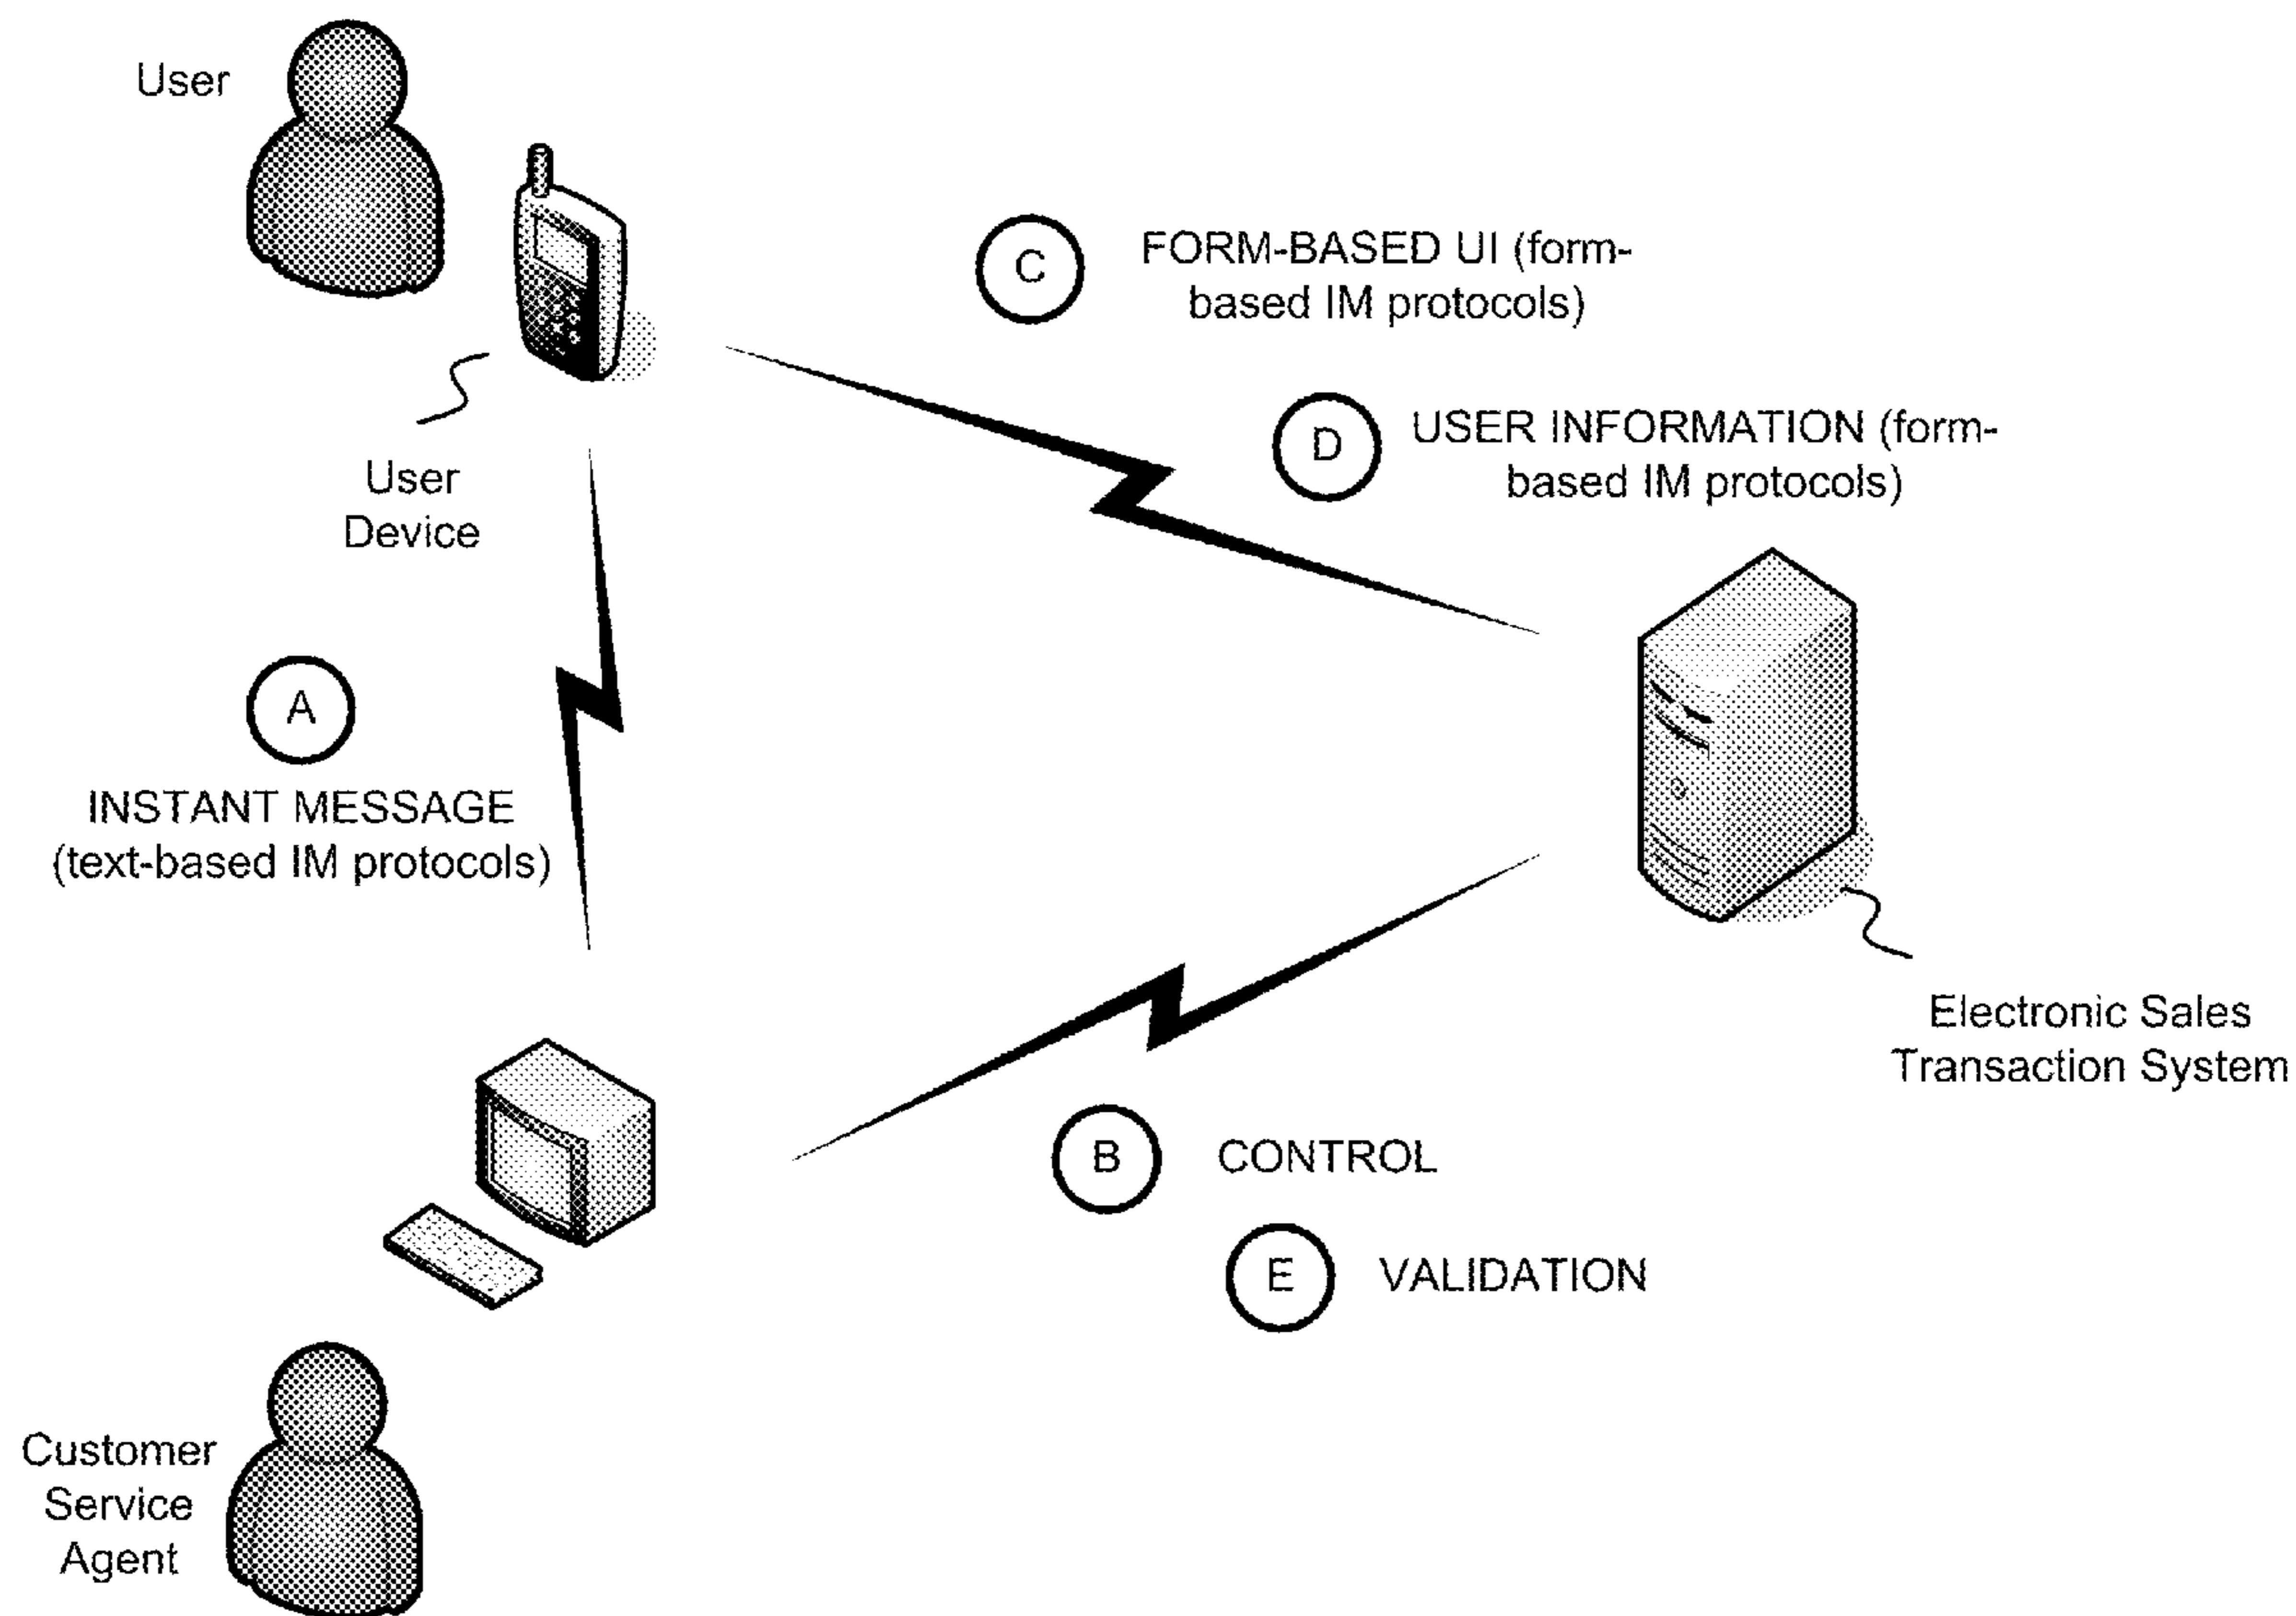 User
C
FORM-BASED UI (form-
based IM protocols)
D
USER INFORMATION (form-
based IM protocols)
User
Device
A
INSTANT MESSAGE
(text-based IM protocols)
Electronic Sales
Transaction System
B
CONTROL
E
VALIDATION
Customer
Service
Agent